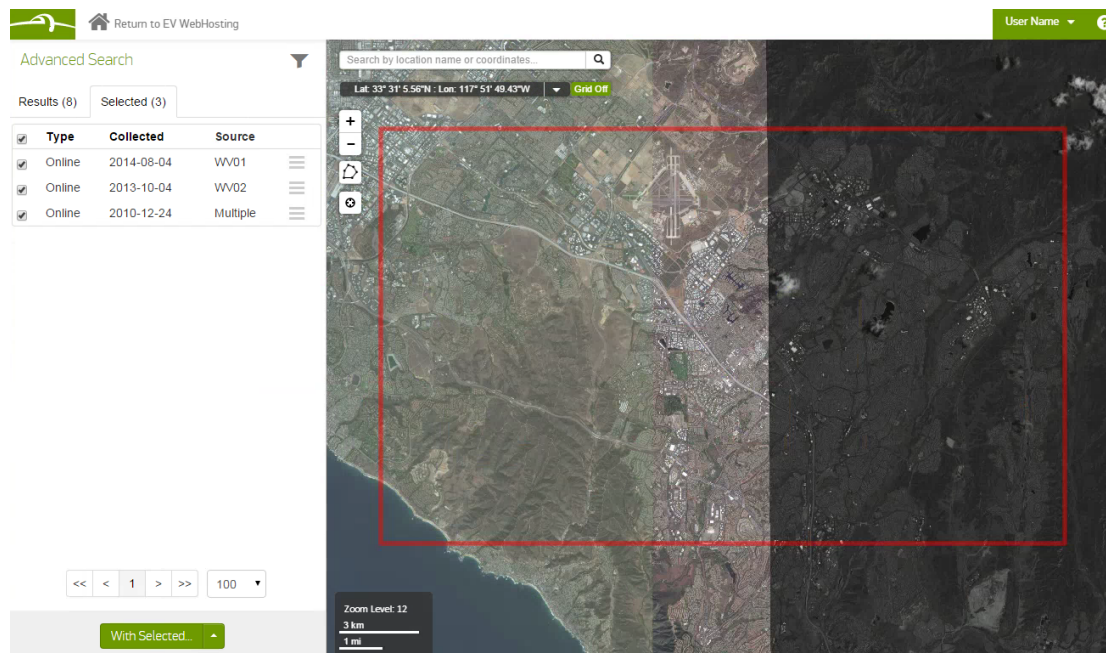 Return to EV WebHosting
User Name
?
Advanced Search
Results (8)
Selected (3)
Type Collected Source
Online 2014-08-04 WV01
Online 2013-10-04 WV02
Online 2010-12-24 Multiple
<< < 1 > >> 100
With Selected...
Search by location name or coordinates...
Lat: 33° 31' 5.56"N : Lon: 117° 51' 49.43"W
Grid Off
+
−
Zoom Level: 12
3 km
1 mi